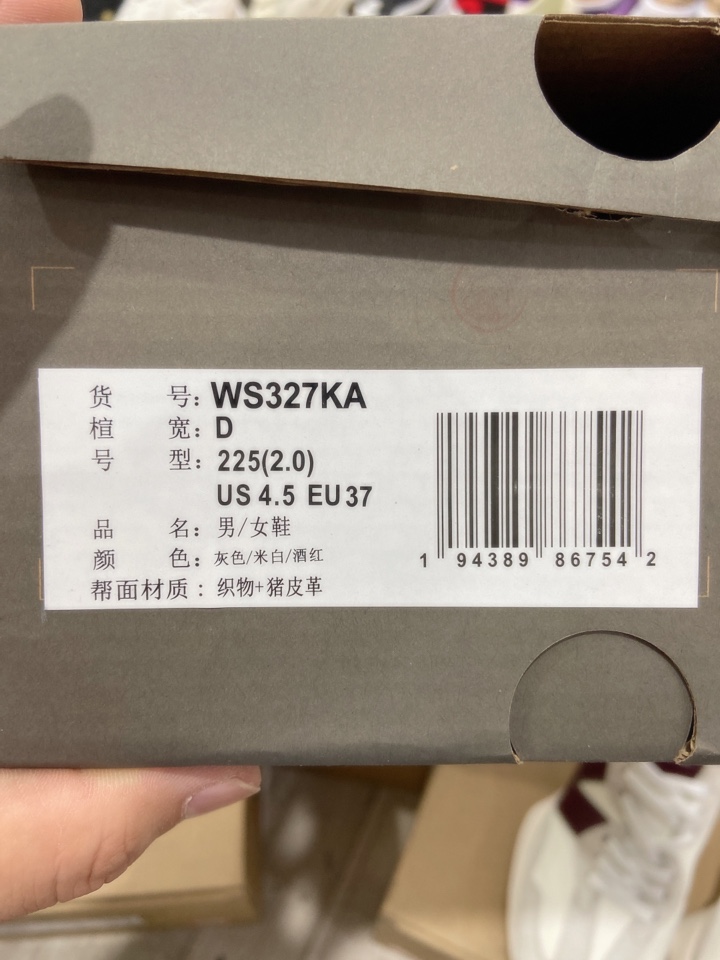 货 号: WS327KA
楦 宽: D
号 型: 225(2.0)
US 4.5 EU 37
品 名: 男/女鞋
颜 色: 灰色/米白/酒红
帮面材质: 织物+猪皮革
1 94389 86754 2